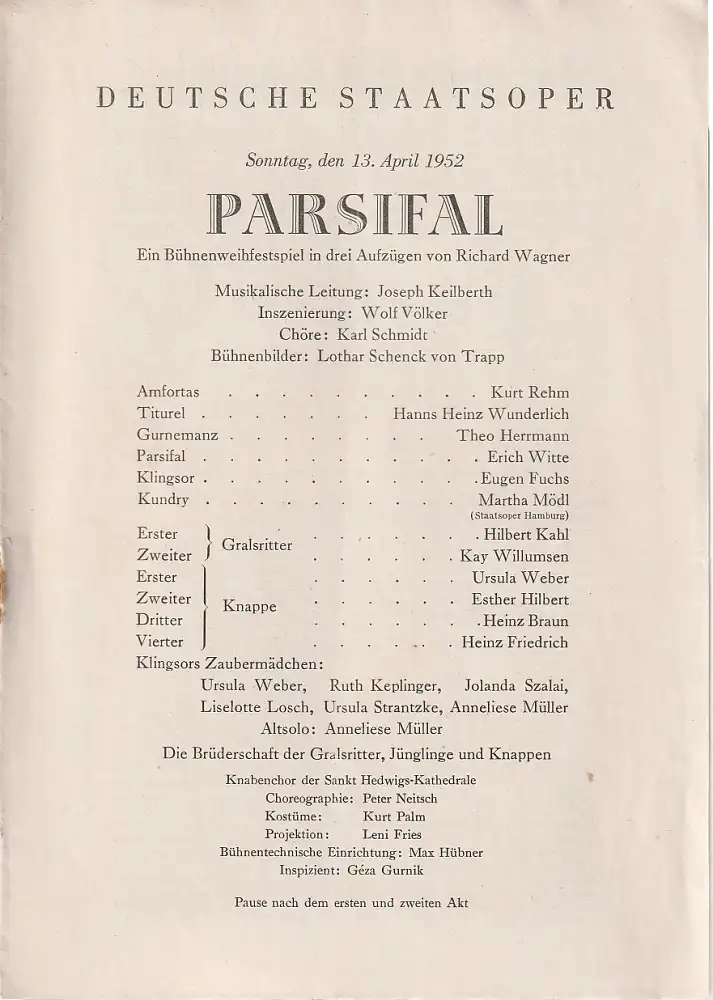 DEUTSCHE STAATSOPER
Sonntag, den 13. April 1952
PARSIFAL
Ein Bühnenweihfestspiel in drei Aufzügen von Richard Wagner
Musikalische Leitung: Joseph Keilberth
Inszenierung: Wolf Völker
Chöre: Karl Schmidt
Bühnenbilder: Lothar Schenck von Trapp
Amfortas . . . . . . . . . . Kurt Rehm
Titurel . . . . . . . Hanns Heinz Wunderlich
Gurnemanz . . . . . . . . Theo Herrmann
Parsifal . . . . . . . . . . . Erich Witte
Klingsor . . . . . . . . . . . Eugen Fuchs
Kundry . . . . . . . . . . Martha Mödl
(Staatsoper Hamburg)
Erster } Gralsritter . . . . . . . Hilbert Kahl
Zweiter } . . . . . . Kay Willumsen
Erster } Knappe . . . . . . Ursula Weber
Zweiter . . . . . . Esther Hilbert
Dritter . . . . . . . Heinz Braun
Vierter . . . . . . . Heinz Friedrich
Klingsors Zaubermädchen:
Ursula Weber, Ruth Keplinger, Jolanda Szalai,
Liselotte Losch, Ursula Strantzke, Anneliese Müller
Altsolo: Anneliese Müller
Die Brüderschaft der Gralsritter, Jünglinge und Knappen
Knabenchor der Sankt Hedwigs-Kathedrale
Choreographie: Peter Neitsch
Kostüme: Kurt Palm
Projektion: Leni Fries
Bühnentechnische Einrichtung: Max Hübner
Inspizient: Géza Gurnik
Pause nach dem ersten und zweiten Akt